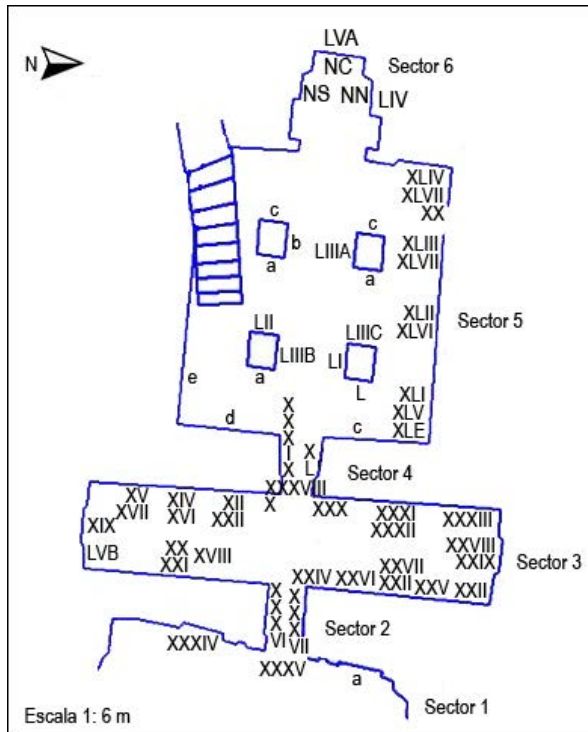 LVA
N
NC
Sector 6
NS NN LIV
XLIV
XLVII
XX
c c
b LIIIA
a a
XLIII
XLVII
Sector 5
XLII
XLVI
LII LIIIC
LIIIB LI
a L
e
XLI
XLV
XLE
d c
X
X
X
I
X
X
L
Sector 4
XXXVIII
X
XXX
XV
XVII
XIV
XVI
XII
XXII
XXXI
XXXII
XXXIII
XIX
LVB
XX
XXI
XVIII
XXVIII
XXIX
Sector 3
XXIV XXVI
XXVII
XXII
XXV XXII
X
X
X
VI
X
X
X
VII
Sector 2
XXXIV
XXXV
a
Sector 1
Escala 1: 6 m